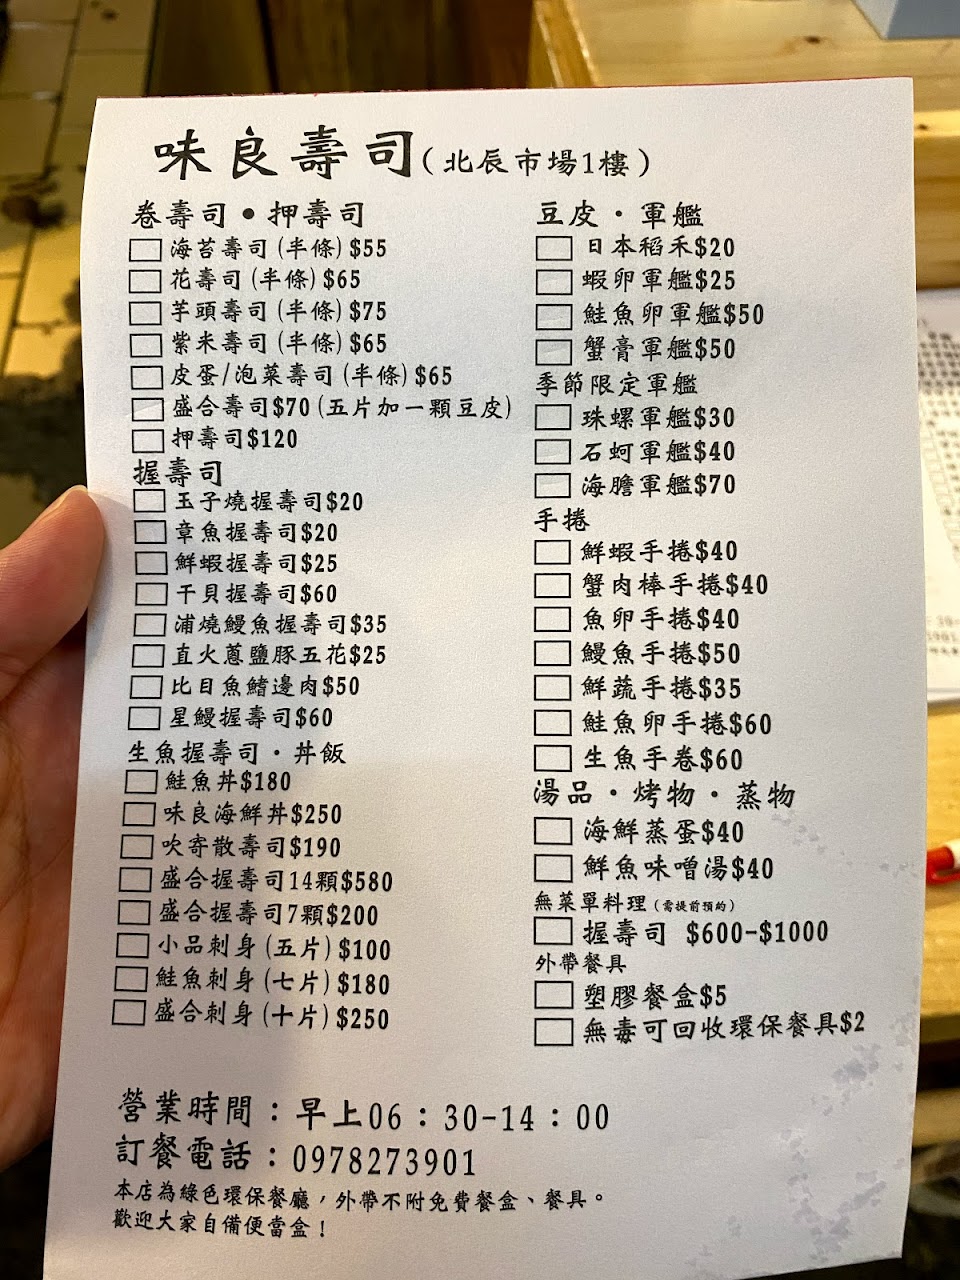 味良壽司(北辰市場1樓)
卷壽司•押壽司
海苔壽司(半條)$55
花壽司(半條)$65
芋頭壽司(半條)$75
紫米壽司(半條)$65
皮蛋/泡菜壽司(半條)$65
盛合壽司$70(五片加一顆豆皮)
押壽司$120
握壽司
玉子燒握壽司$20
章魚握壽司$20
鮮蝦握壽司$25
干貝握壽司$60
浦燒鰻魚握壽司$35
直火蔥鹽豚五花$25
比目魚鰭邊肉$50
星鰻握壽司$60
生魚握壽司・丼飯
鮭魚丼$180
味良海鮮丼$250
吹寄散壽司$190
盛合握壽司14顆$580
盛合握壽司7顆$200
小品刺身(五片)$100
鮭魚刺身(七片)$180
盛合刺身(十片)$250
豆皮・軍艦
日本稻禾$20
蝦卵軍艦$25
鮭魚卵軍艦$50
蟹膏軍艦$50
季節限定軍艦
珠螺軍艦$30
石蚵軍艦$40
海膽軍艦$70
手捲
鮮蝦手捲$40
蟹肉棒手捲$40
魚卵手捲$40
鰻魚手捲$50
鮮蔬手捲$35
鮭魚卵手捲$60
生魚手卷$60
湯品・烤物・蒸物
海鮮蒸蛋$40
鮮魚味噌湯$40
無菜單料理(需提前預約)
握壽司 $600-$1000
外帶餐具
塑膠餐盒$5
無毒可回收環保餐具$2
營業時間：早上06：30-14：00
訂餐電話：0978273901
本店為綠色環保餐廳，外帶不附免費餐盒、餐具。
歡迎大家自備便當盒！